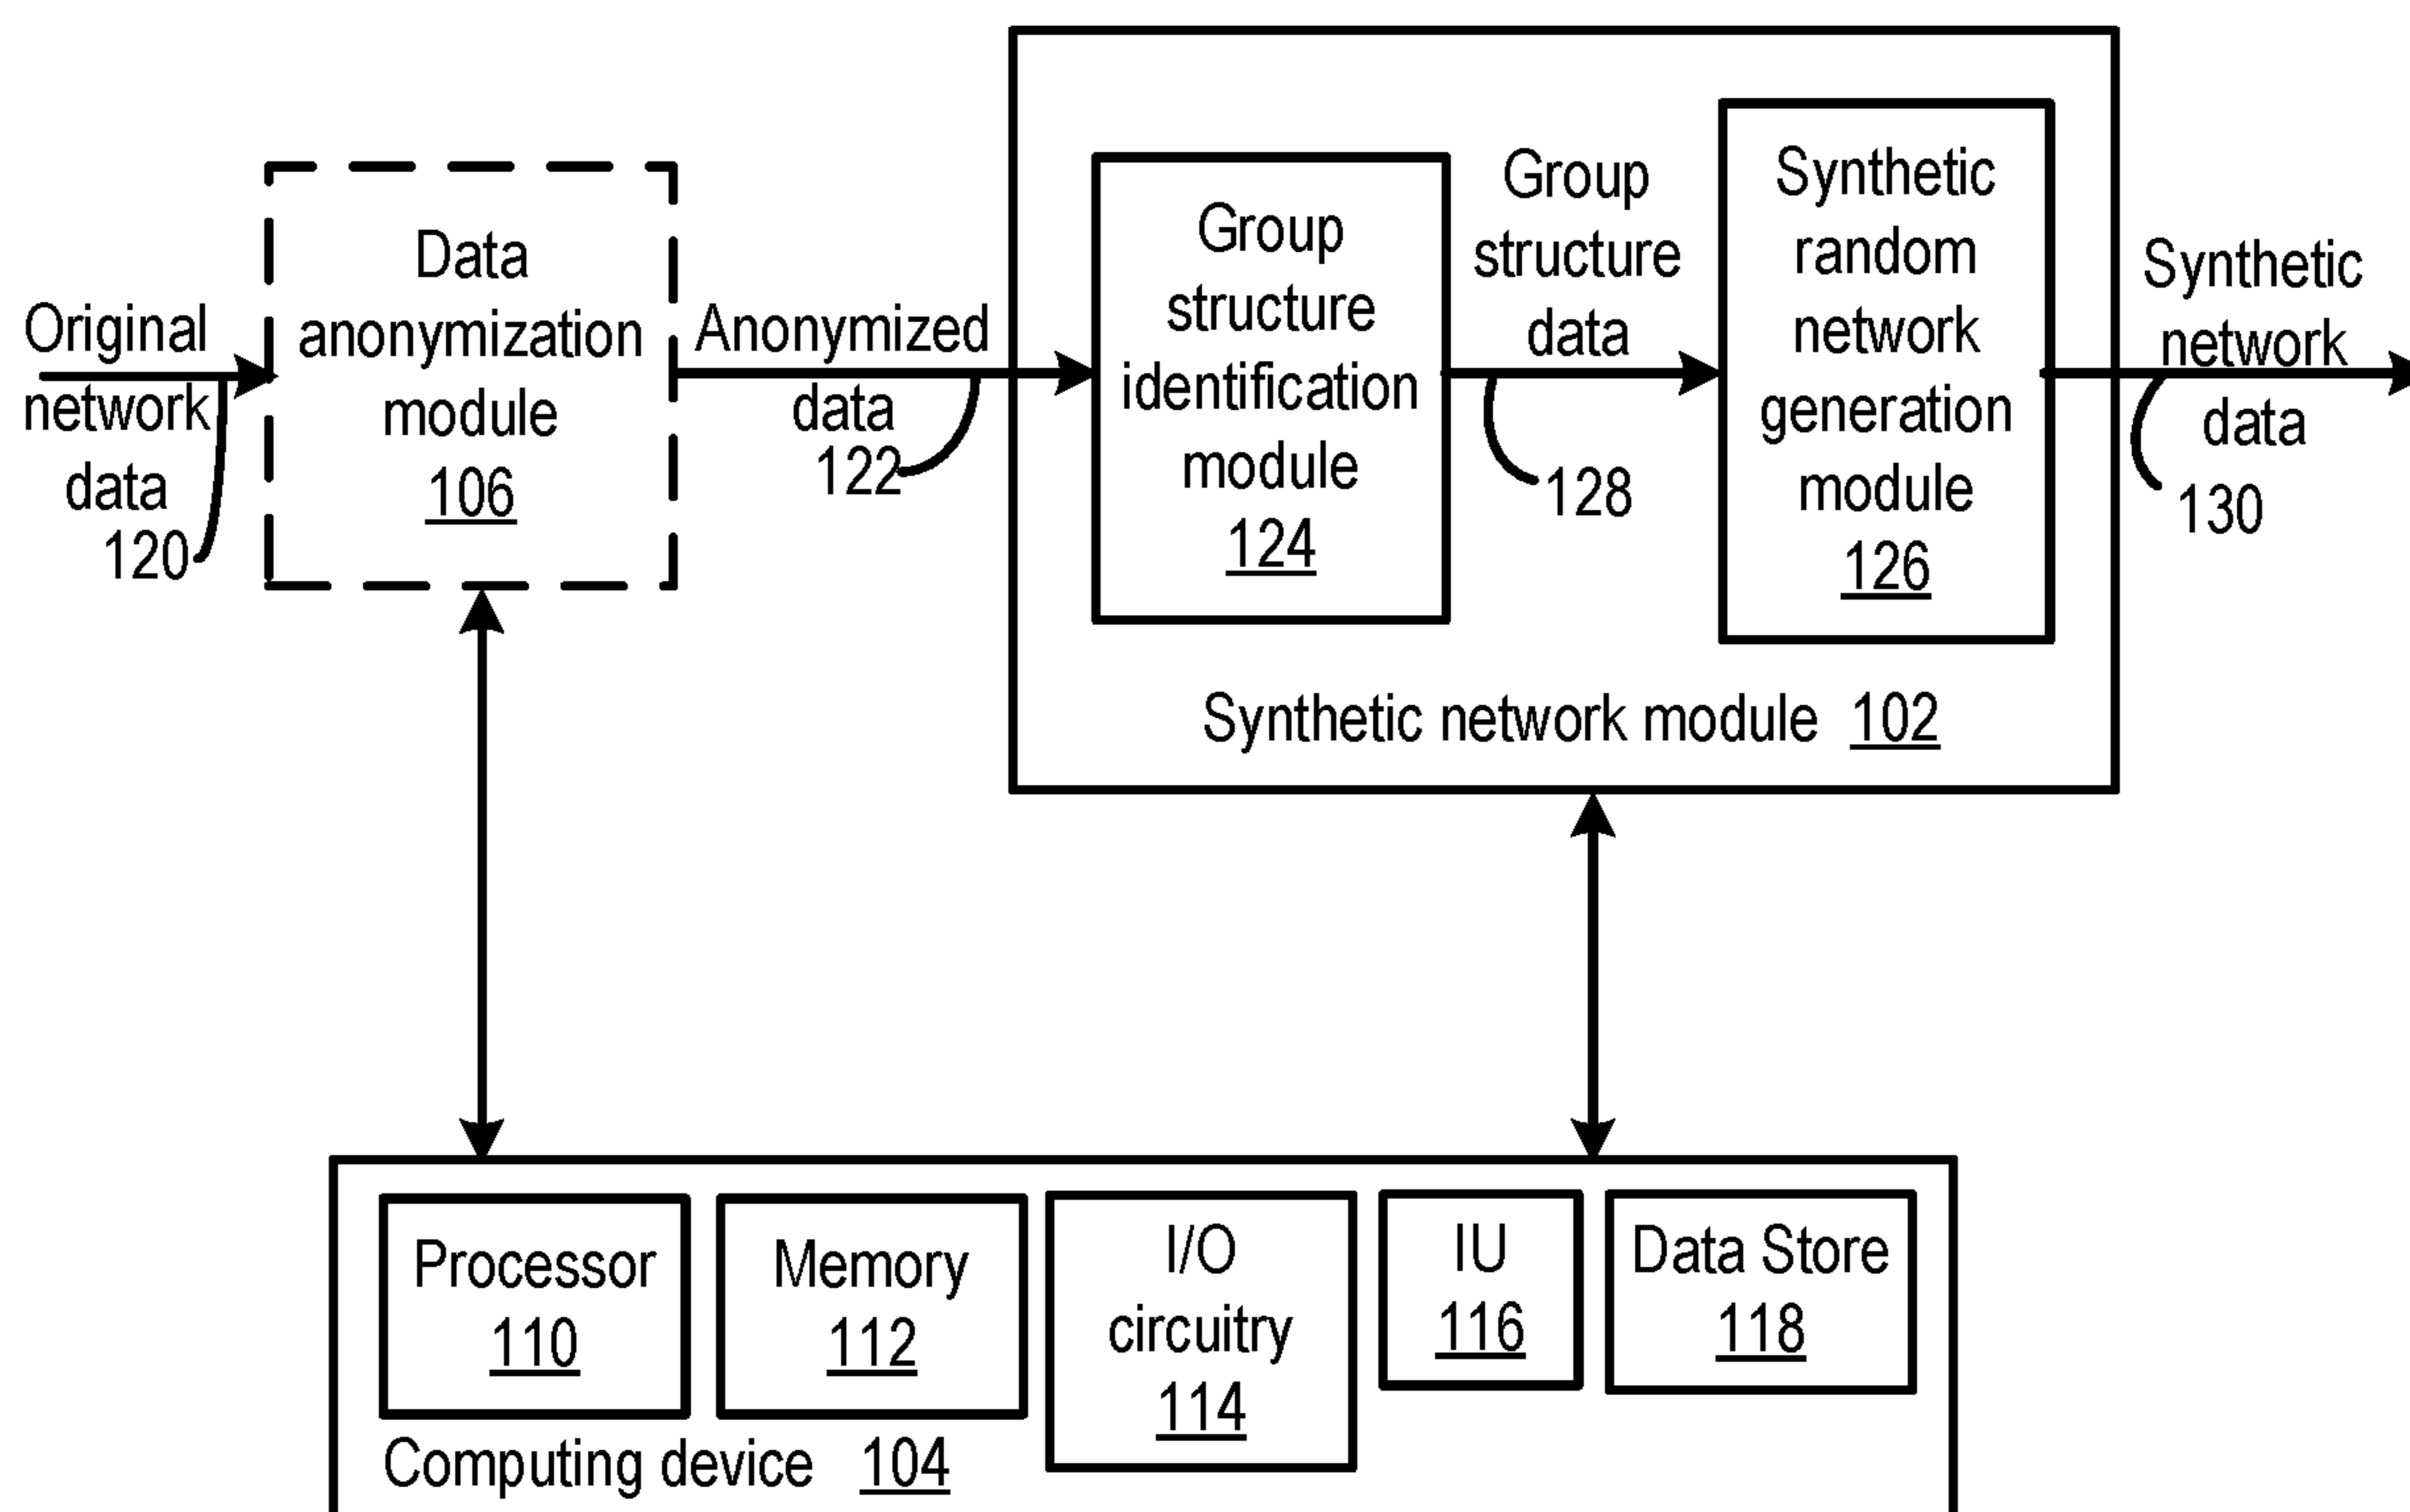 Original
network
data
120
Data
anonymization
module
106
Anonymized
data
122
Group
structure
identification
module
124
Group
structure
data
128
Synthetic
random
network
generation
module
126
Synthetic network module 102
Synthetic
network
data
130
Processor
110
Memory
112
I/O
circuitry
114
IU
116
Data Store
118
Computing device 104